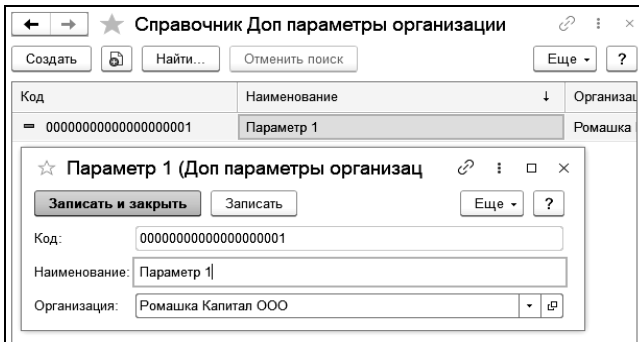 Справочник Доп параметры организации
Создать Найти... Отменить поиск Еще ?
Код Наименование ↓ Организац
00000000000000000001 Параметр 1 Ромашка
Параметр 1 (Доп параметры организац
Записать и закрыть Записать Еще ?
Код: 00000000000000000001
Наименование: Параметр 1
Организация: Ромашка Капитал ООО